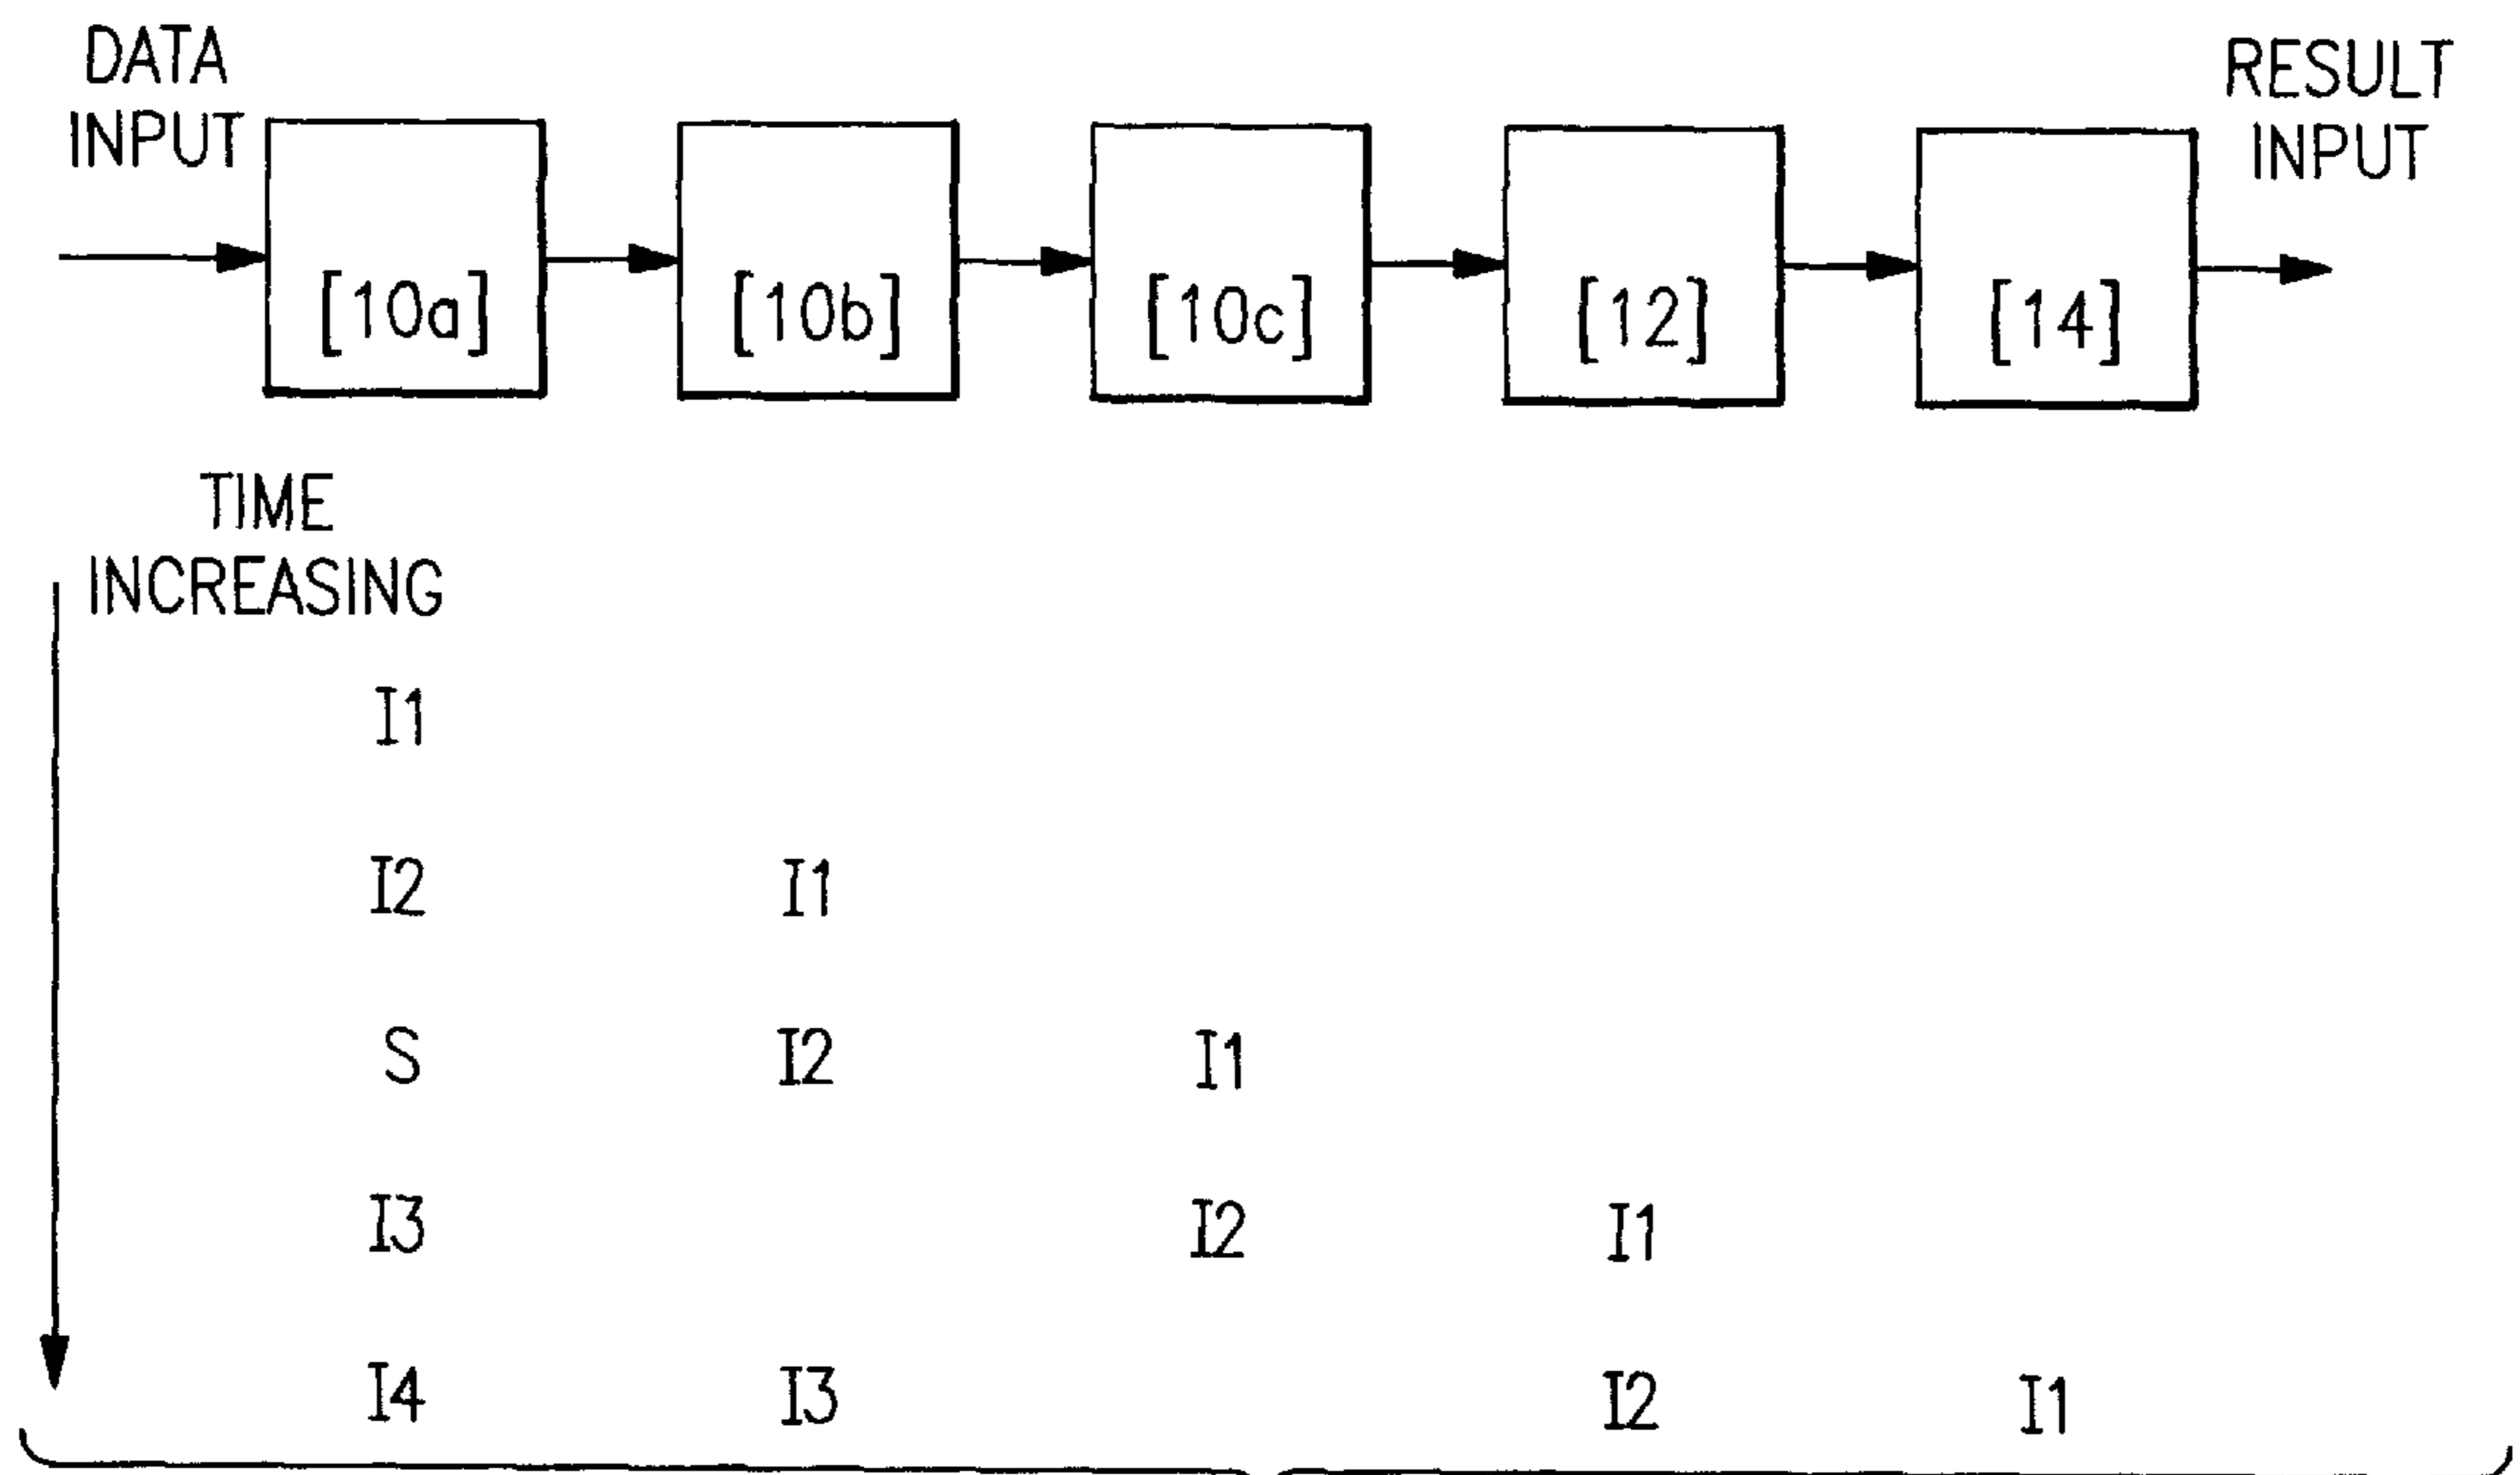 DATA
INPUT
RESULT
INPUT
[10a] [10b] [10c] [12] [14]
TIME
INCREASING
I1
I2 I1
S I2 I1
I3 I2 I1
I4 I3 I2 I1